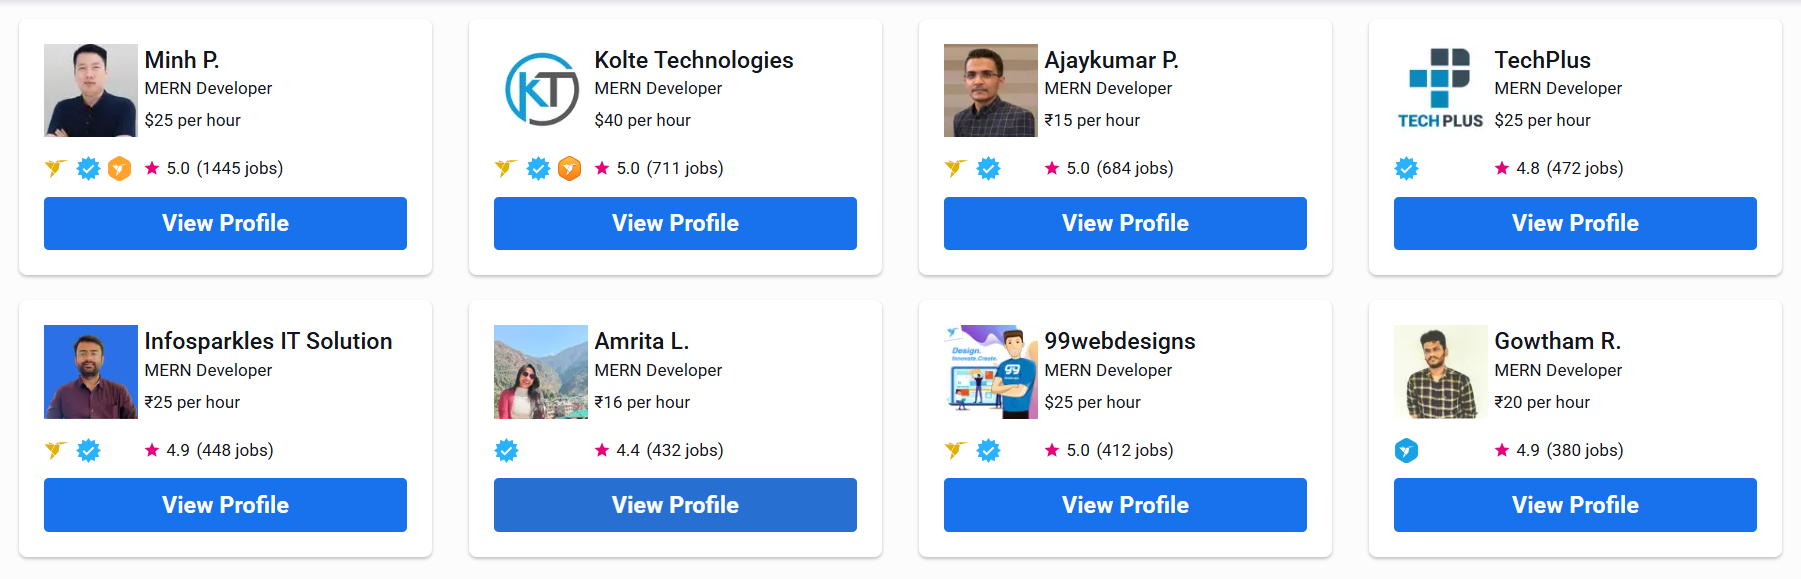 Minh P.
MERN Developer
$25 per hour
5.0 (1445 jobs)
View Profile
KT
Kolte Technologies
MERN Developer
$40 per hour
5.0 (711 jobs)
View Profile
Ajaykumar P.
MERN Developer
₹15 per hour
5.0 (684 jobs)
View Profile
TECH PLUS
TechPlus
MERN Developer
$25 per hour
4.8 (472 jobs)
View Profile
Infosparkles IT Solution
MERN Developer
₹25 per hour
4.9 (448 jobs)
View Profile
Amrita L.
MERN Developer
₹16 per hour
4.4 (432 jobs)
View Profile
Design.
Innovate.Create.
99
99webdesigns
MERN Developer
$25 per hour
5.0 (412 jobs)
View Profile
Gowtham R.
MERN Developer
₹20 per hour
4.9 (380 jobs)
View Profile